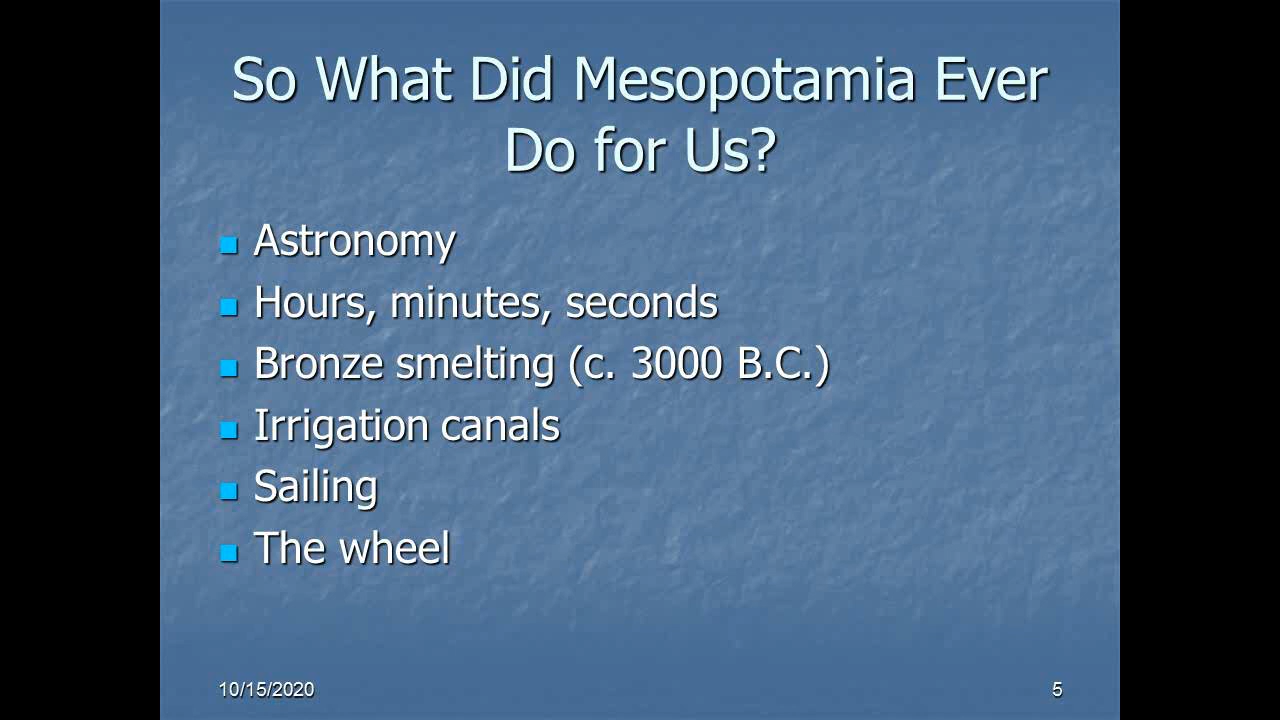 So What Did Mesopotamia Ever
Do for Us?
Astronomy
Hours, minutes, seconds
Bronze smelting (c. 3000 B.C.)
Irrigation canals
Sailing
The wheel
10/15/2020
5